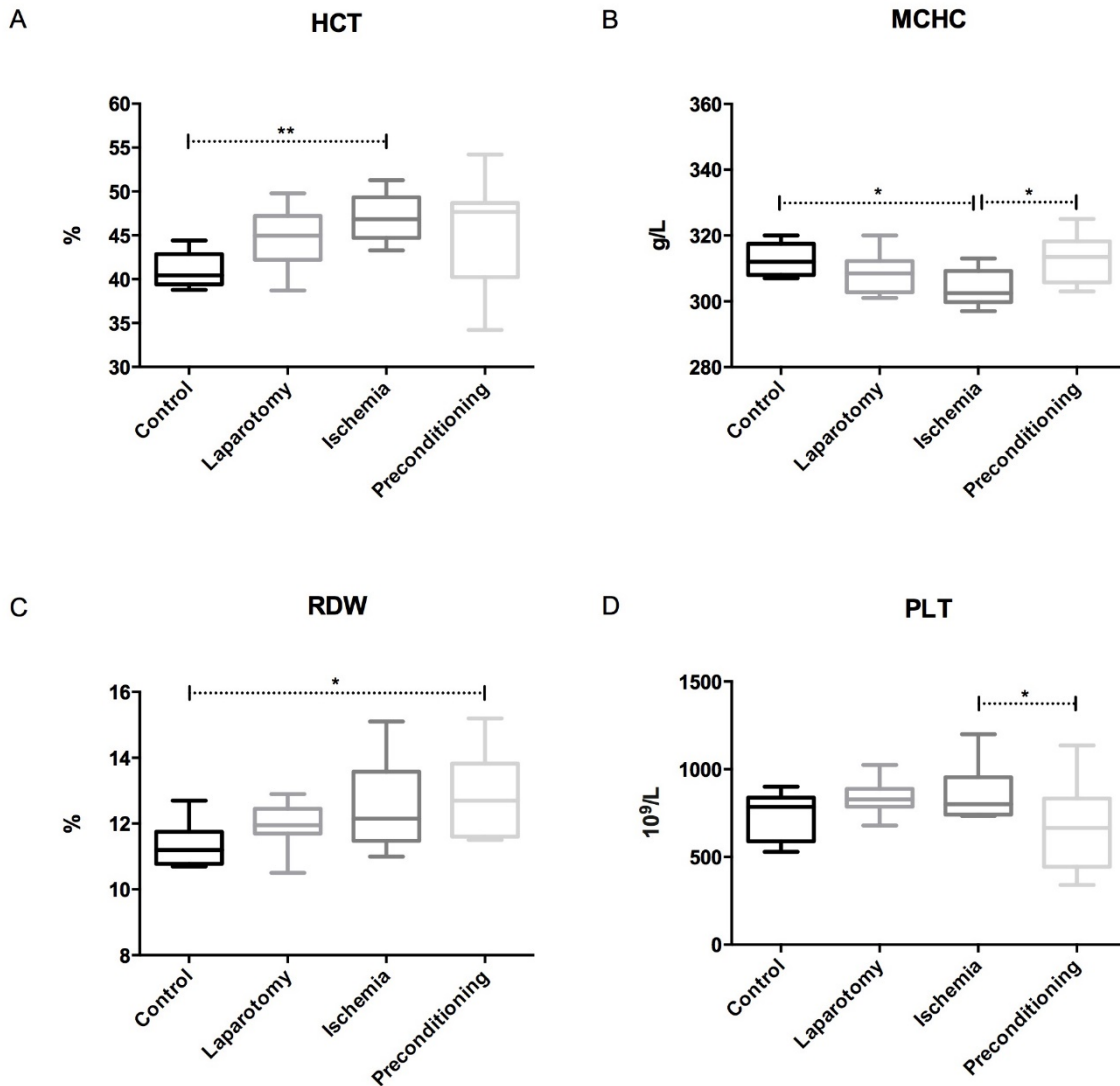 A
HCT
60
55
50
45
40
35
30
%
**
Control
Laparotomy
Ischemia
Preconditioning
B
MCHC
360
340
320
300
280
g/L
*
*
Control
Laparotomy
Ischemia
Preconditioning
C
RDW
16
14
12
10
8
%
*
Control
Laparotomy
Ischemia
Preconditioning
D
PLT
1500
1000
500
0
10⁹/L
*
Control
Laparotomy
Ischemia
Preconditioning